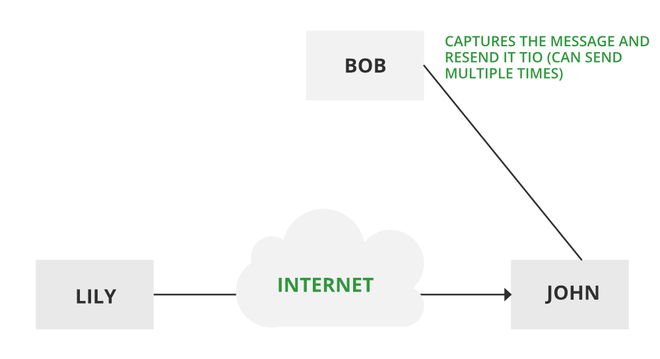 BOB
CAPTURES THE MESSAGE AND
RESEND IT TIO (CAN SEND
MULTIPLE TIMES)
INTERNET
LILY
JOHN